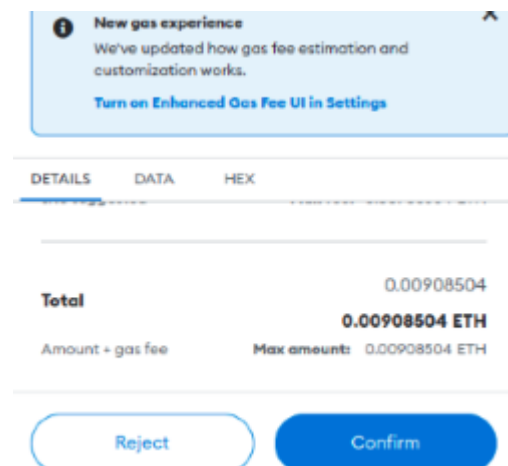 New gas experience
We've updated how gas fee estimation and
customization works.
Turn on Enhanced Gas Fee UI in Settings
DETAILS DATA HEX
Total
0.00908504
0.00908504 ETH
Amount + gas fee Max amount: 0.00908504 ETH
Reject Confirm